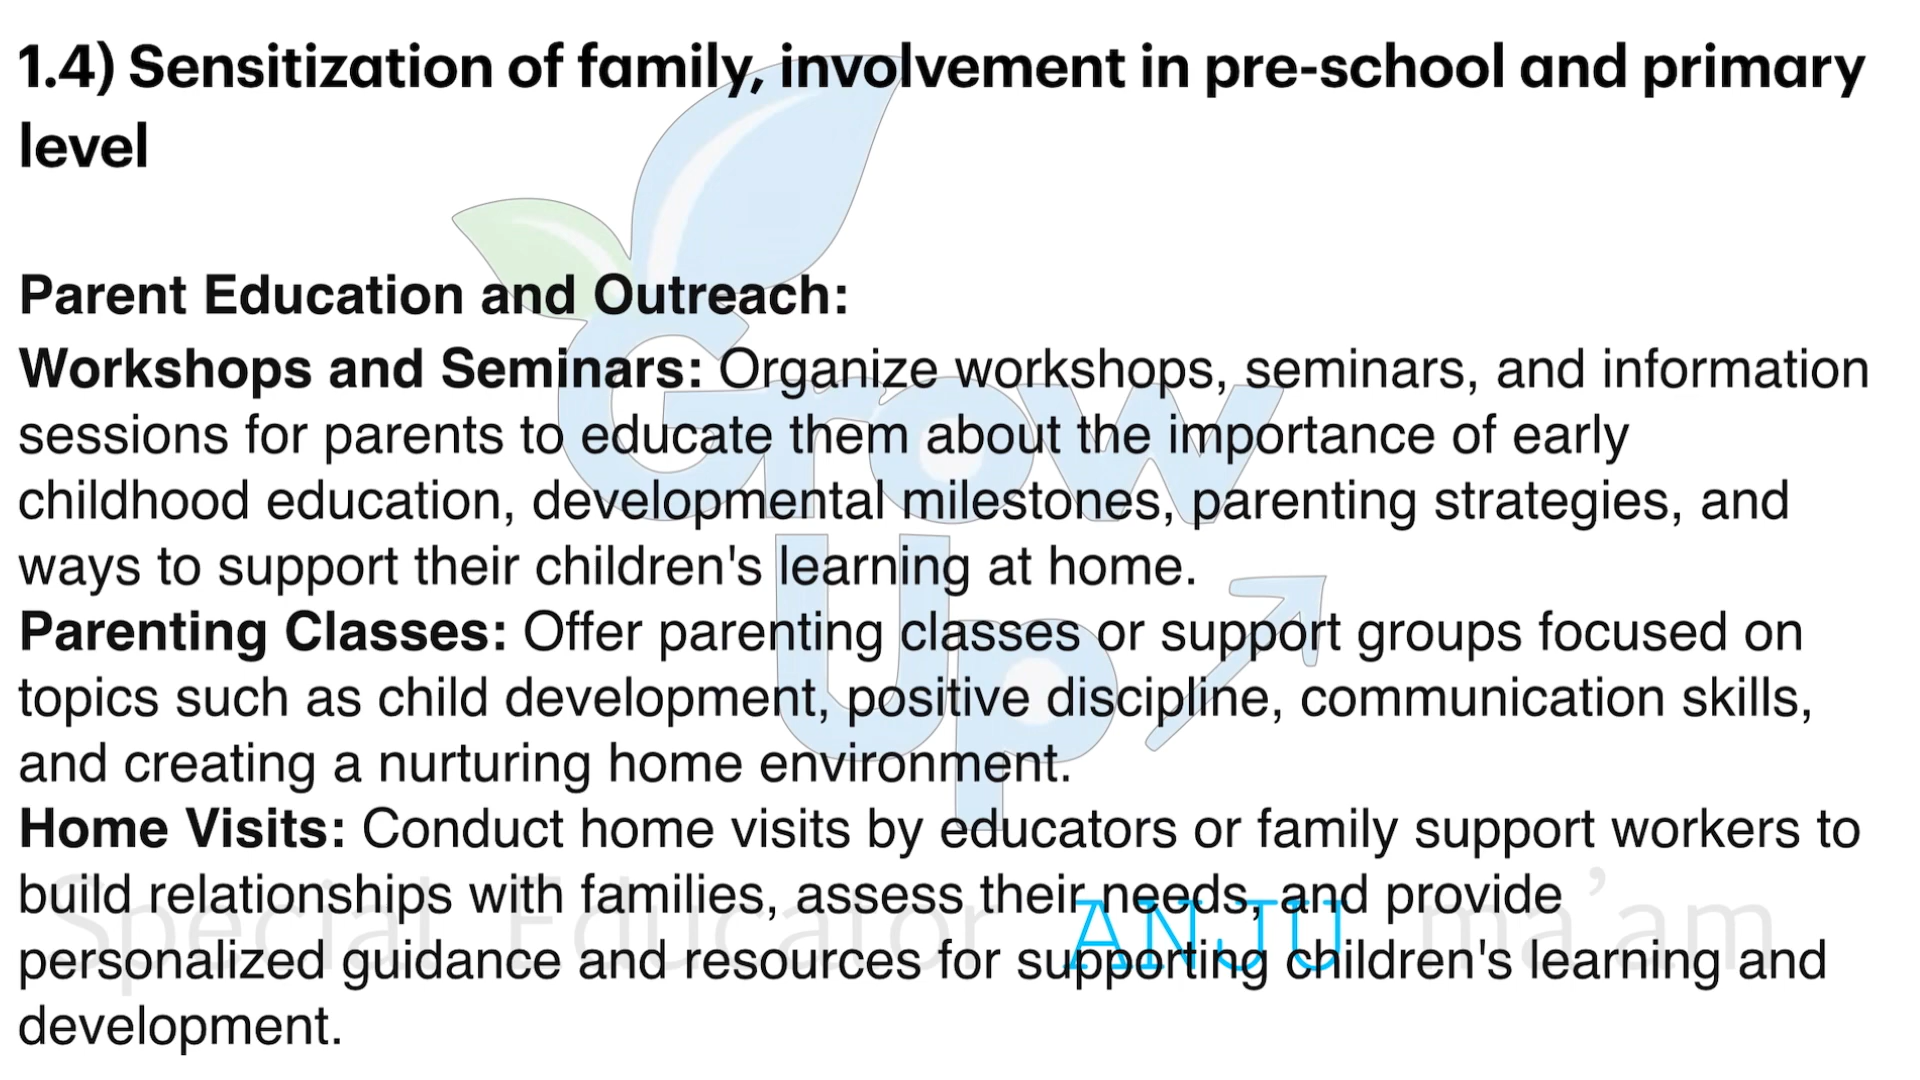 1.4) Sensitization of family, involvement in pre-school and primary
level
Parent Education and Outreach:
Workshops and Seminars: Organize workshops, seminars, and information
sessions for parents to educate them about the importance of early
childhood education, developmental milestones, parenting strategies, and
ways to support their children's learning at home.
Parenting Classes: Offer parenting classes or support groups focused on
topics such as child development, positive discipline, communication skills,
and creating a nurturing home environment.
Home Visits: Conduct home visits by educators or family support workers to
build relationships with families, assess their needs, and provide
personalized guidance and resources for supporting children's learning and
development.
Grow
Up
Special Educator ANJU ma'am